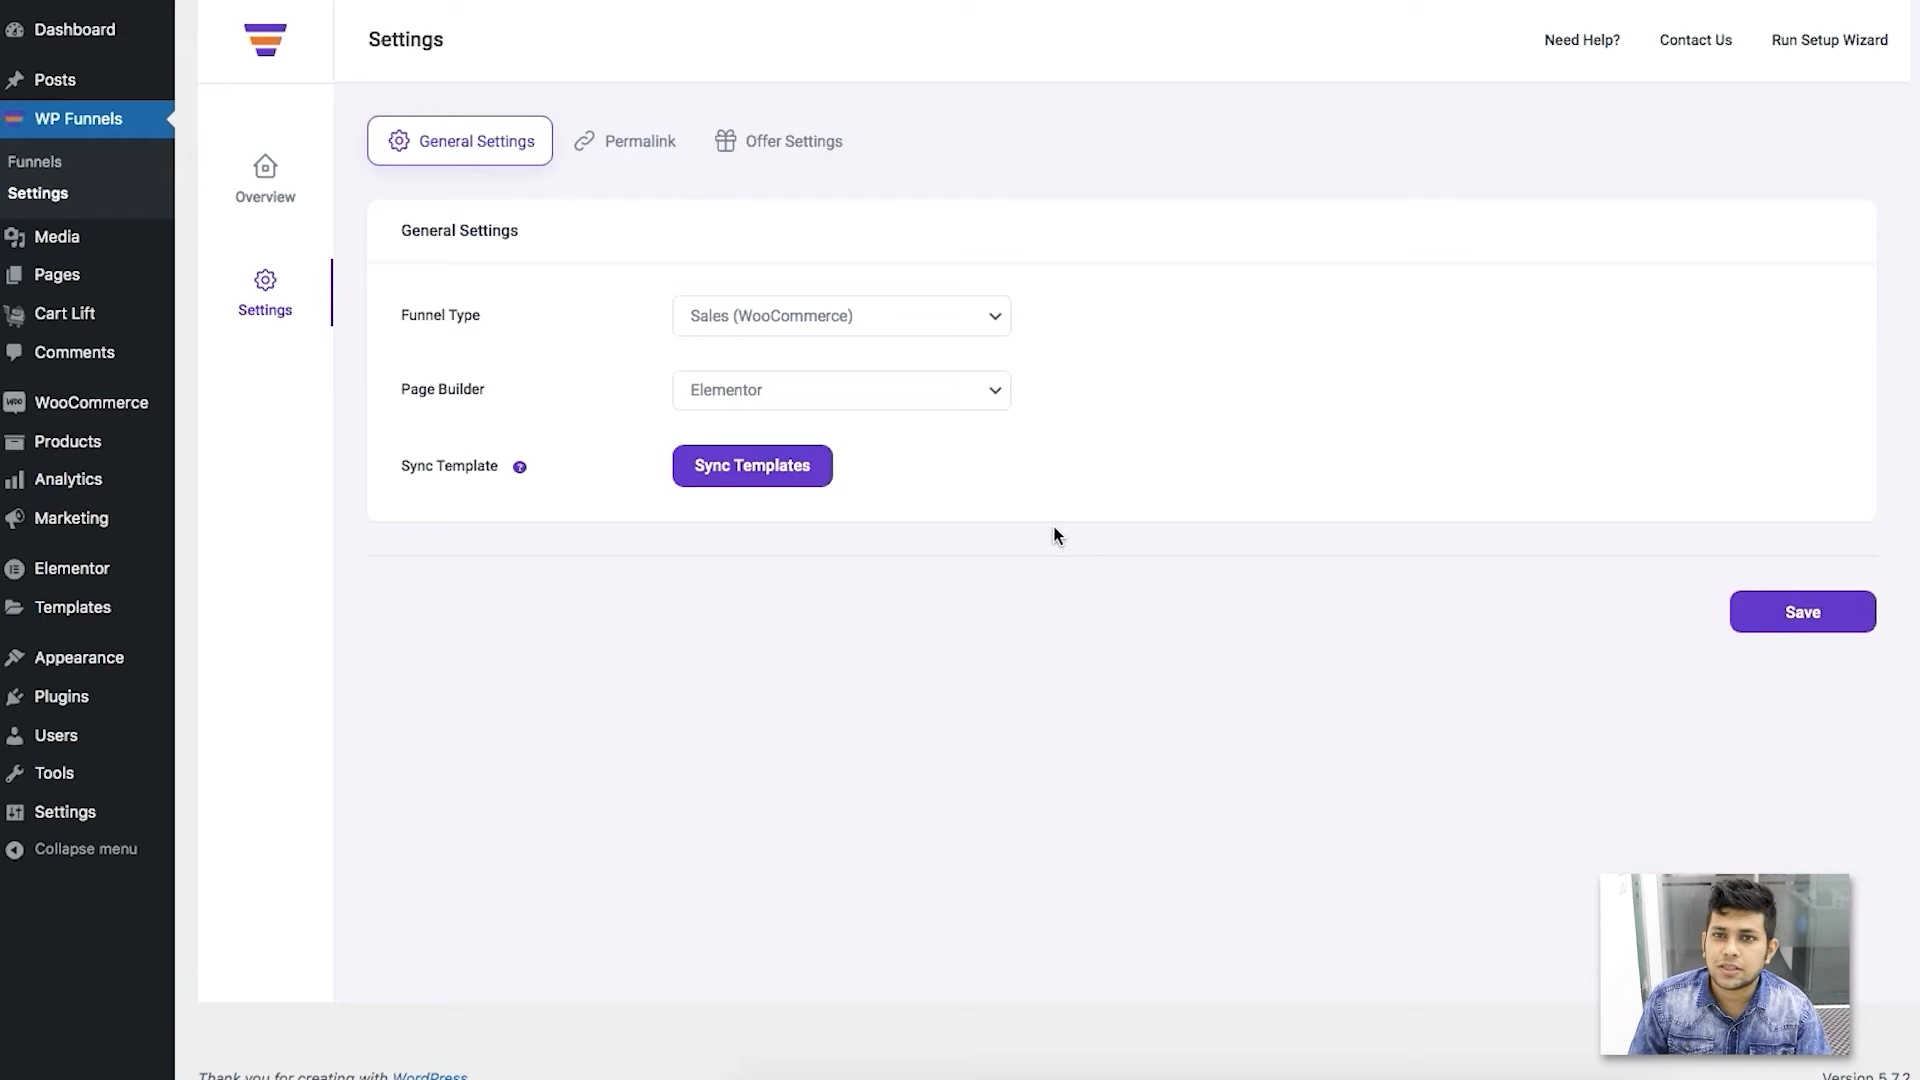 Dashboard
Posts
WP Funnels
Funnels
Settings
Media
Pages
Cart Lift
Comments
WooCommerce
Products
Analytics
Marketing
Elementor
Templates
Appearance
Plugins
Users
Tools
Settings
Collapse menu
Overview
Settings
Settings
Need Help?
Contact Us
Run Setup Wizard
General Settings
Permalink
Offer Settings
General Settings
Funnel Type
Sales (WooCommerce)
Page Builder
Elementor
Sync Template ?
Sync Templates
Save
Thank you for creating with WordPress
Version 5.7.2